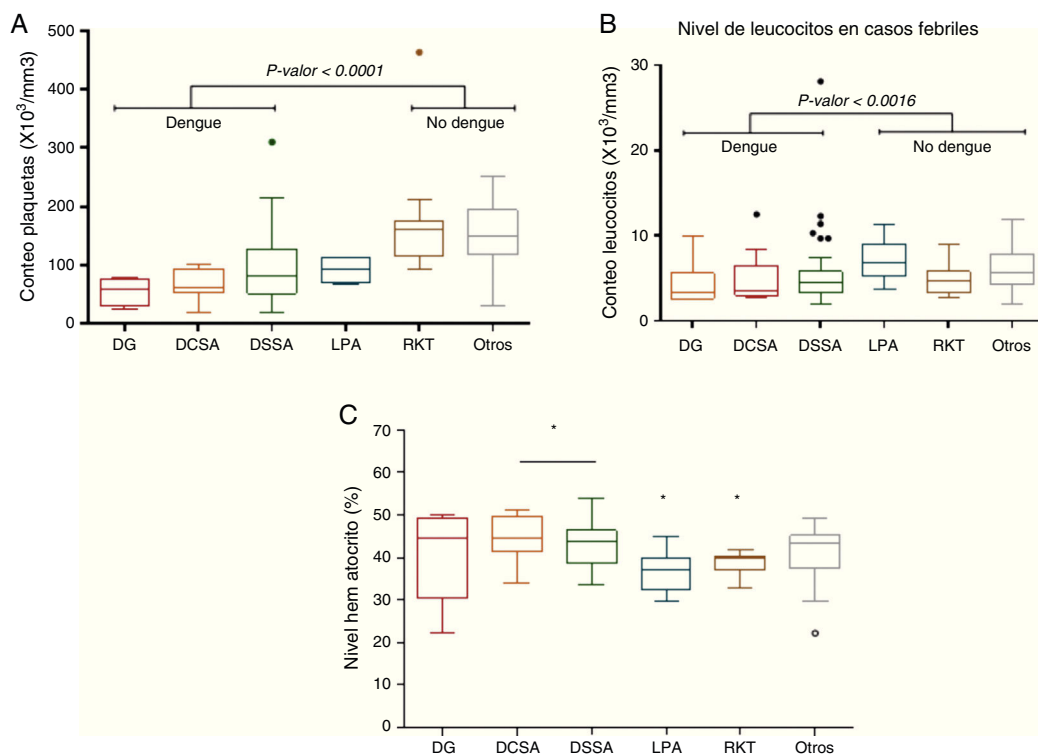 A
Conteo plaquetas (X10³/mm3)
500
400
300
200
100
0
P-valor < 0.0001
Dengue
No dengue
DG
DCSA
DSSA
LPA
RKT
Otros
B
Nivel de leucocitos en casos febriles
Conteo leucocitos (X10³/mm3)
30
20
10
0
P-valor < 0.0016
Dengue
No dengue
DG
DCSA
DSSA
LPA
RKT
Otros
C
Nivel hem atocrito (%)
70
60
50
40
30
20
10
0
*
*
*
DG
DCSA
DSSA
LPA
RKT
Otros